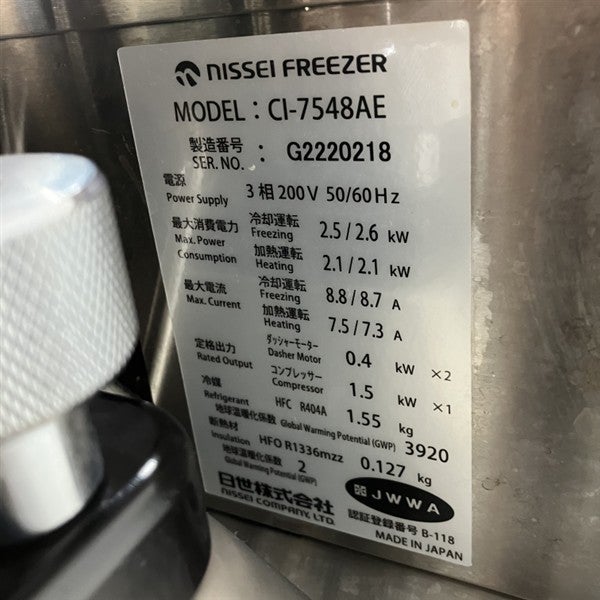 NISSEI FREEZER
MODEL : CI-7548AE
製造番号
SER. NO. : G2220218
電源
Power Supply 3 相 200 V 50/60 Hz
最大消費電力 冷却運転
Max. Power Freezing 2.5 / 2.6 kW
Consumption 加熱運転
Heating 2.1 / 2.1 kW
最大電流 冷却運転
Max. Current Freezing 8.8 / 8.7 A
加熱運転
Heating 7.5 / 7.3 A
定格出力 ダッシャーモーター
Rated Output Dasher Motor 0.4 kW ×2
コンプレッサー
Compressor 1.5 kW ×1
冷媒
Refrigerant HFC R404A 1.55 kg
地球温暖化係数 Global Warming Potential (GWP) 3920
断熱材
Insulation HFO R1336mzz 0.127 kg
地球温暖化係数 2
Global Warming Potential (GWP)
日世株式会社
NISSEI COMPANY, LTD.
JWWA
認証登録番号 B-118
MADE IN JAPAN